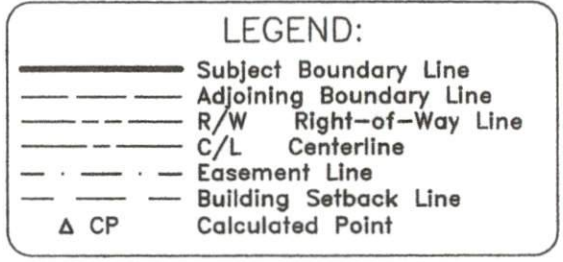 LEGEND:
Subject Boundary Line
Adjoining Boundary Line
R/W Right-of-Way Line
C/L Centerline
Easement Line
Building Setback Line
Δ CP Calculated Point